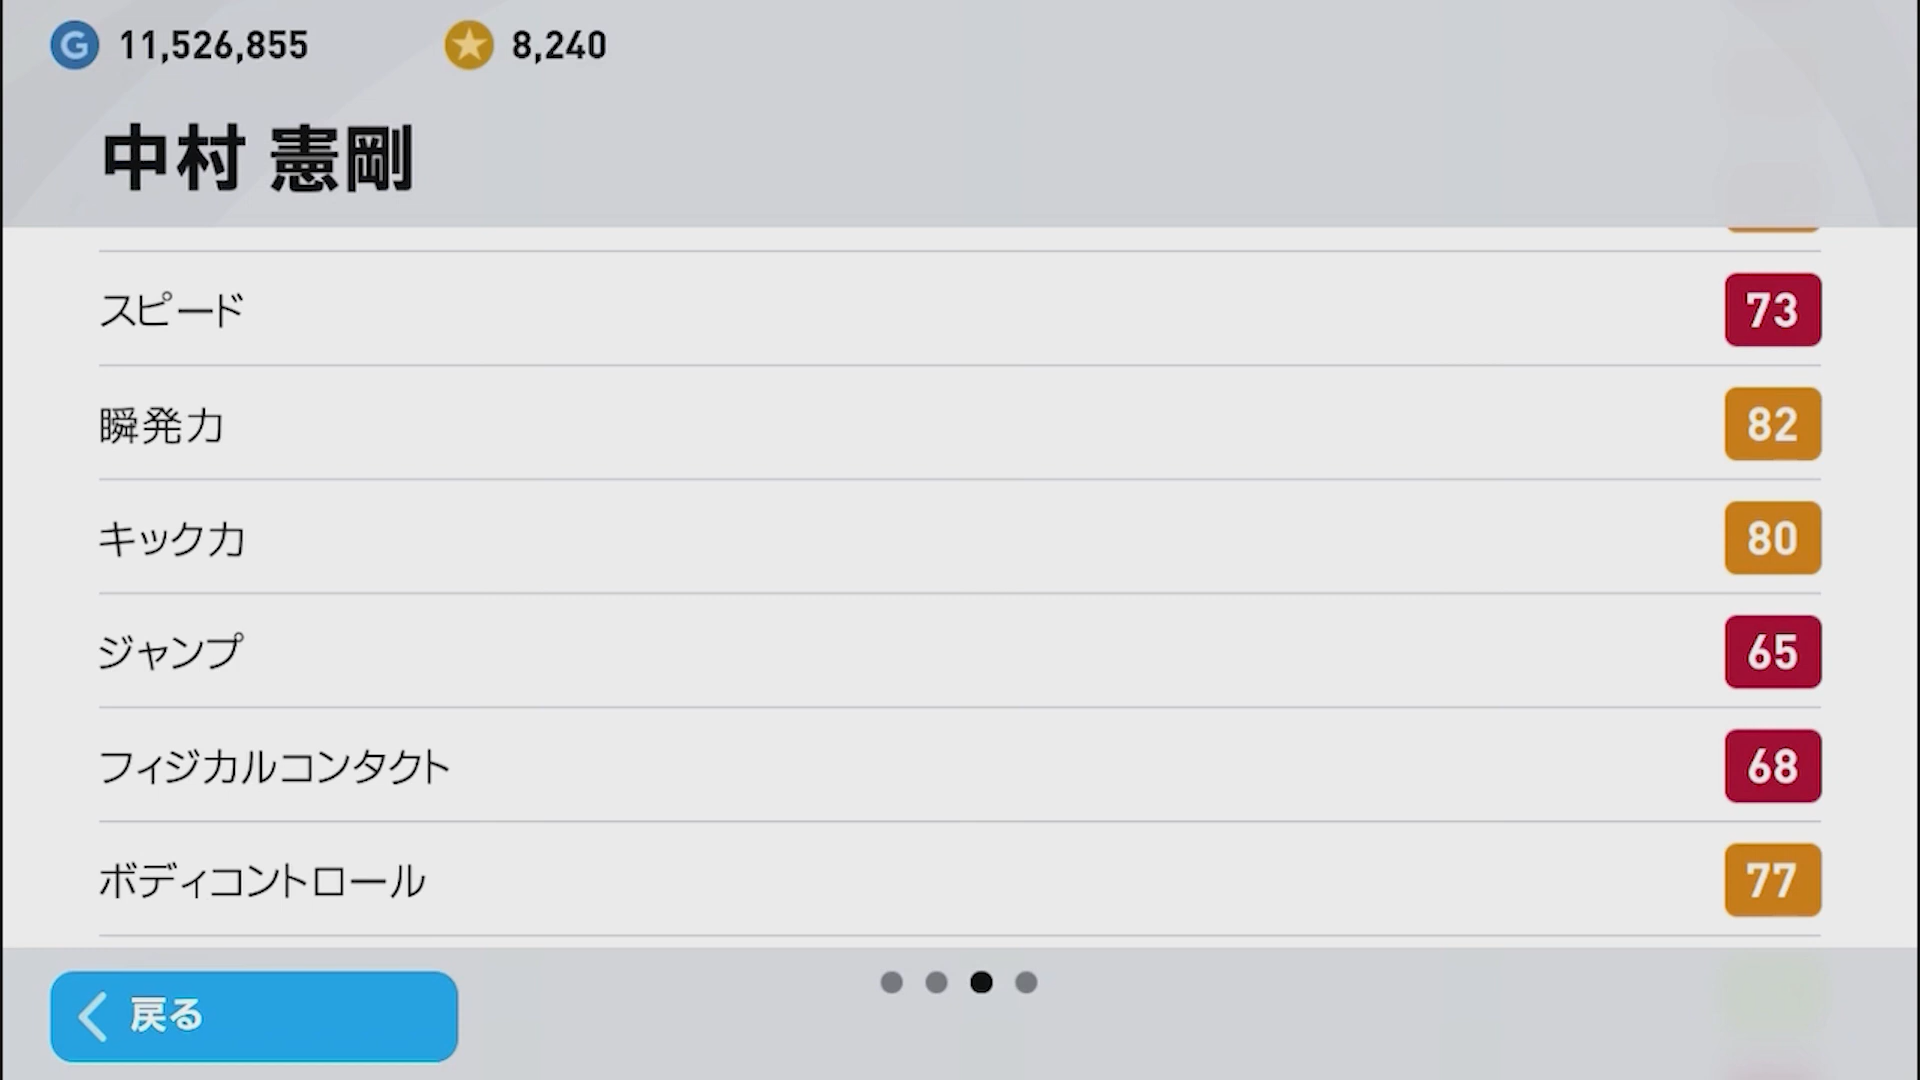 G 11,526,855 8,240
中村 憲剛
スピード 73
瞬発力 82
キック力 80
ジャンプ 65
フィジカルコンタクト 68
ボディコントロール 77
戻る